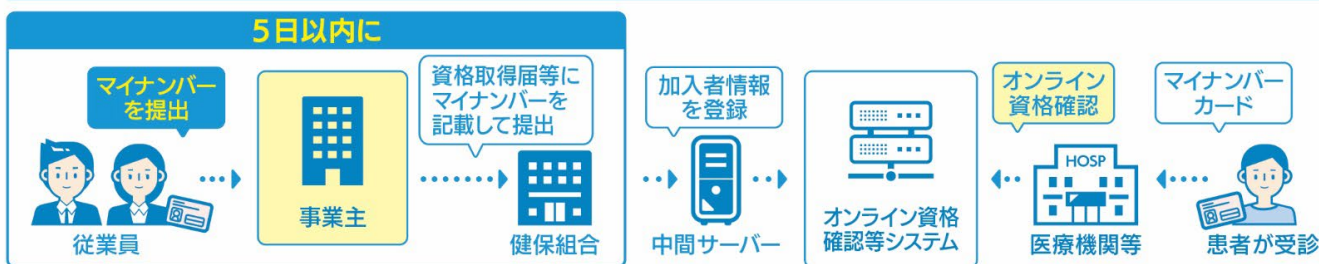 5日以内に
マイナンバー
を提出
従業員
事業主
資格取得届等に
マイナンバーを
記載して提出
健保組合
加入者情報
を登録
中間サーバー
オンライン資格
確認等システム
オンライン
資格確認
HOSP
医療機関等
マイナンバー
カード
患者が受診